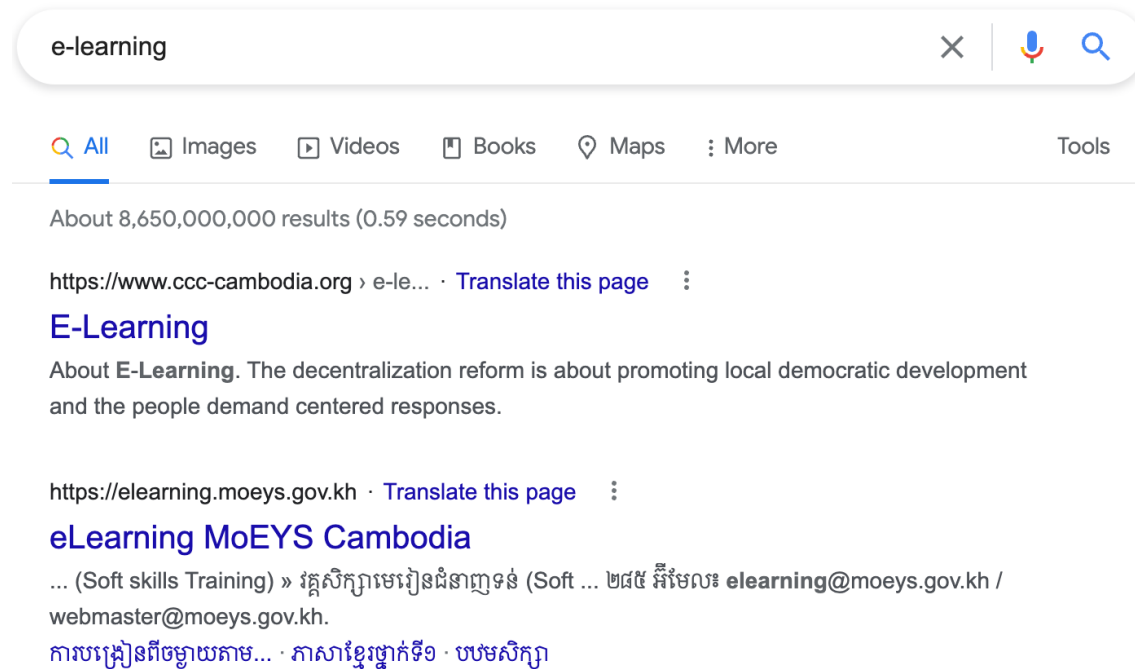 e-learning
All Images Videos Books Maps More Tools
About 8,650,000,000 results (0.59 seconds)
https://www.ccc-cambodia.org › e-le... · Translate this page
E-Learning
About E-Learning. The decentralization reform is about promoting local democratic development
and the people demand centered responses.
https://elearning.moeys.gov.kh · Translate this page
eLearning MoEYS Cambodia
... (Soft skills Training) » វគ្គសិក្សាមេរៀនជំនាញទន់ (Soft ... ២៨៥ អ៊ីមែល៖ elearning@moeys.gov.kh /
webmaster@moeys.gov.kh.
ការបង្រៀនពីចម្ងាយតាម... · ភាសាខ្មែរថ្នាក់ទី១ · បឋមសិក្សា